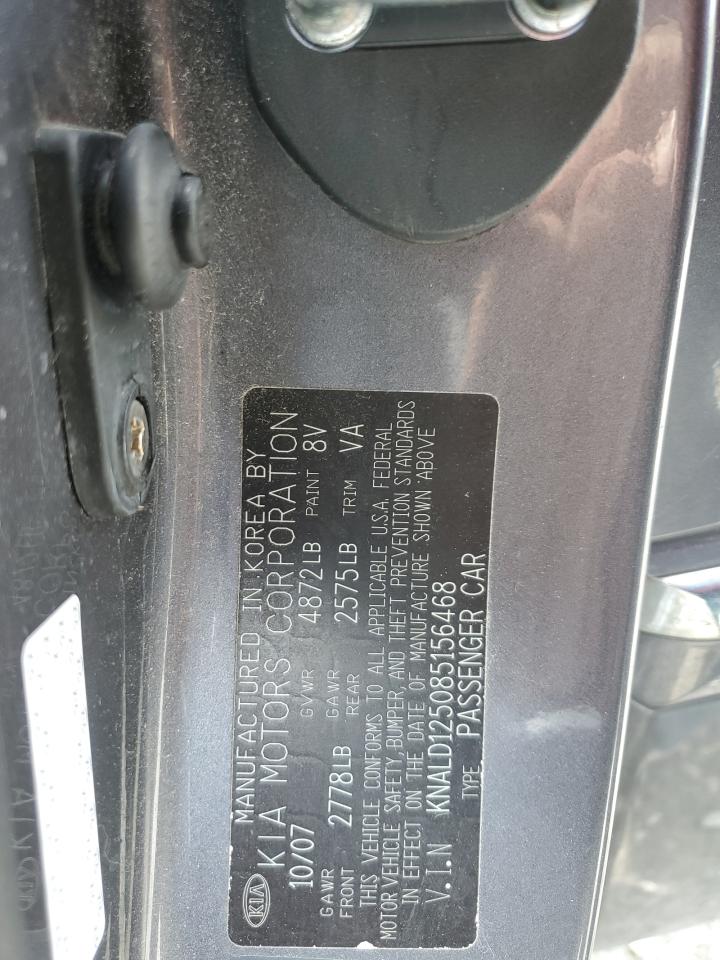 MANUFACTURED IN KOREA BY
KIA KIA MOTORS CORPORATION
10/07 GVWR 4872LB PAINT 8V
GAWR FRONT 2778LB GAWR REAR 2575LB TRIM VA
THIS VEHICLE CONFORMS TO ALL APPLICABLE U.S.A. FEDERAL
MOTOR VEHICLE SAFETY, BUMPER, AND THEFT PREVENTION STANDARDS
IN EFFECT ON THE DATE OF MANUFACTURE SHOWN ABOVE
V.I.N KNALD125085156468
TYPE PASSENGER CAR